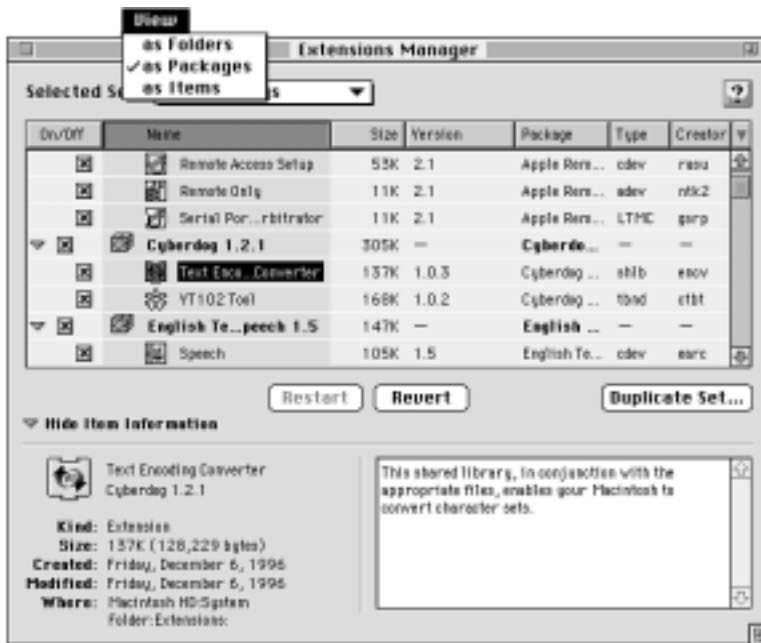 View
as Folders
✓as Packages
as Items
Extensions Manager
Selected S s
?
On/Off Name Size Version Package Type Creator
Remote Access Setup 53K 2.1 Apple Rem... cdev rasu
Remote Only 11K 2.1 Apple Rem... adev ntk2
Serial Por...rbitrator 11K 2.1 Apple Rem... LTMC garp
Cyberdog 1.2.1 305K — Cyberdo... — —
Text Enco...Converter 137K 1.0.3 Cyberdog ... shlb encv
VT102 Tool 168K 1.0.2 Cyberdog ... tbnd ctbt
English Te...peech 1.5 147K — English ... — —
Speech 105K 1.5 English Te... cdev
Restart Revert Duplicate Set...
Hide Item Information
Text Encoding Converter
Cyberdog 1.2.1
This shared library, in conjunction with the
appropriate files, enables your Macintosh to
convert character sets.
Kind: Extension
Size: 137K (128,229 bytes)
Created: Friday, December 6, 1996
Modified: Friday, December 6, 1996
Where: Macintosh HD:System
Folder:Extensions: